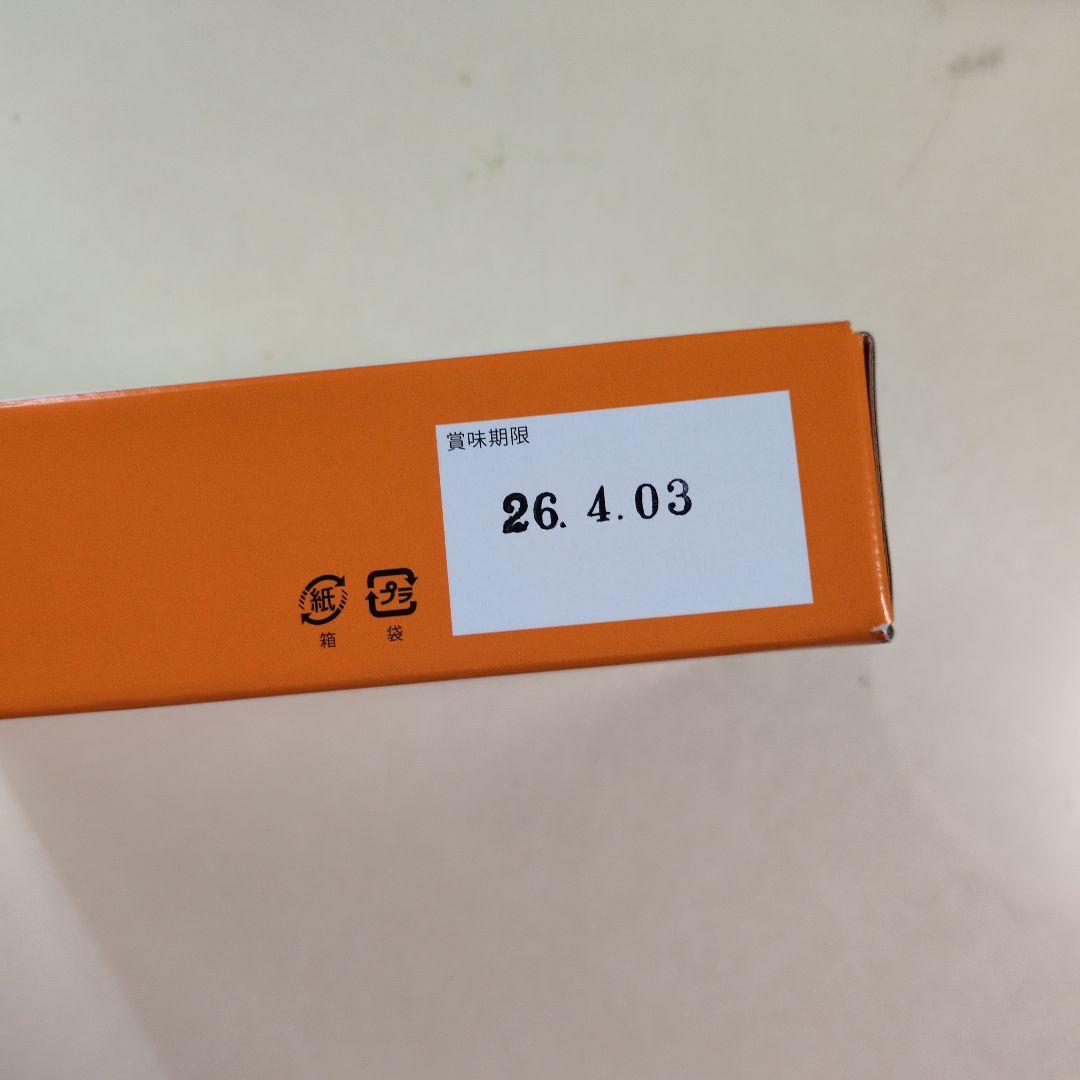 賞味期限
26. 4. 03
紙 プラ
箱 袋